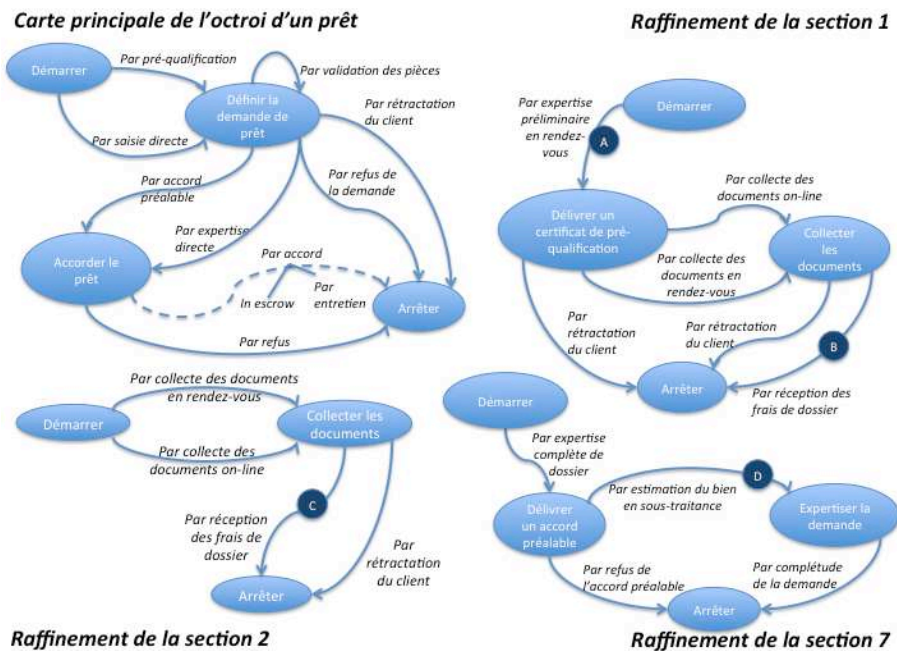 Carte principale de l'octroi d'un prêt
Démarrer
Par pré-qualification
Par validation des pièces
Définir la
demande de
prêt
Par rétractation
du client
Par saisie directe
Par accord
préalable
Par refus de
la demande
Par expertise
directe
Accorder le
prêt
Par accord
In escrow
Par
entretien
Arrêter
Par refus
Raffinement de la section 1
Démarrer
Par expertise
préliminaire
en rendez-
vous
A
Par collecte des
documents on-line
Délivrer un
certificat de pré-
qualification
Collecter
les
documents
Par collecte des
documents en
rendez-vous
Par
rétractation
du client
Par rétractation
du client
B
Arrêter
Par réception des
frais de dossier
Par collecte des documents
en rendez-vous
Démarrer
Collecter les
documents
Par collecte des
documents on-line
C
Par réception
des frais de
dossier
Par
rétractation
du client
Arrêter
Raffinement de la section 2
Démarrer
Par expertise
complète de
dossier
D
Par estimation du bien
en sous-traitance
Délivrer
un accord
préalable
Expertiser la
demande
Par refus de
l'accord préalable
Par complétude
de la demande
Arrêter
Raffinement de la section 7